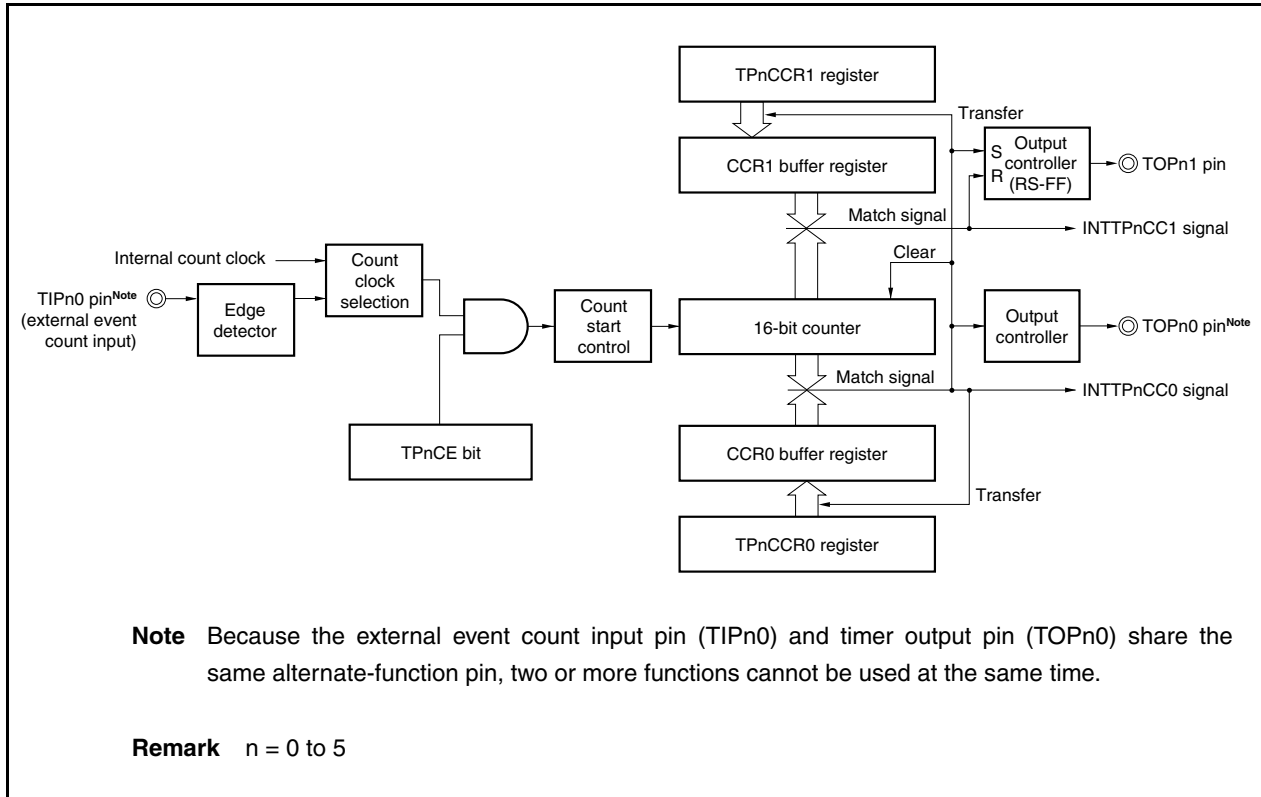 TPnCCR1 register
Transfer
CCR1 buffer register
S
R
Output
controller
(RS-FF)
TOPn1 pin
Match signal
INTTPnCC1 signal
Internal count clock
Count
clock
selection
Clear
TIPn0 pinNote
(external event
count input)
Edge
detector
Count
start
control
16-bit counter
Output
controller
TOPn0 pinNote
Match signal
INTTPnCC0 signal
TPnCE bit
CCR0 buffer register
Transfer
TPnCCR0 register
Note Because the external event count input pin (TIPn0) and timer output pin (TOPn0) share the
same alternate-function pin, two or more functions cannot be used at the same time.
Remark n = 0 to 5